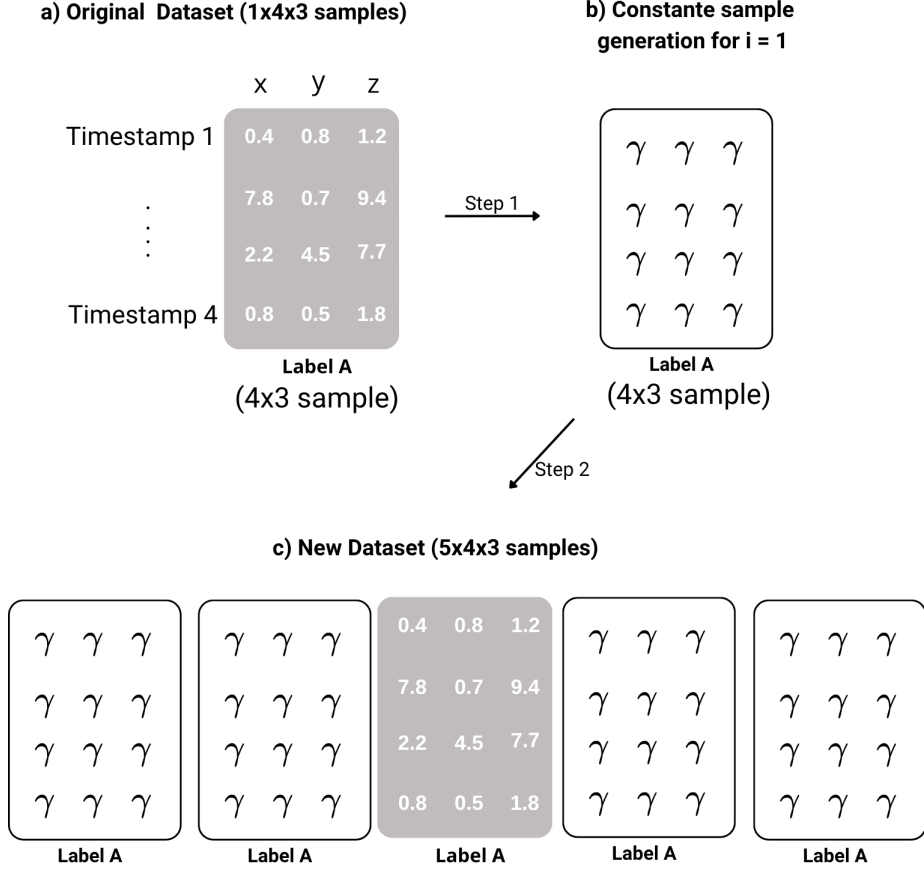 a) Original Dataset (1x4x3 samples)
b) Constante sample
generation for i = 1
x y z
Timestamp 1 0.4 0.8 1.2
7.8 0.7 9.4
2.2 4.5 7.7
Timestamp 4 0.8 0.5 1.8
Label A
(4x3 sample)
Step 1
γ γ γ
γ γ γ
γ γ γ
γ γ γ
Label A
(4x3 sample)
Step 2
c) New Dataset (5x4x3 samples)
γ γ γ
γ γ γ
γ γ γ
γ γ γ
Label A
γ γ γ
γ γ γ
γ γ γ
γ γ γ
Label A
0.4 0.8 1.2
7.8 0.7 9.4
2.2 4.5 7.7
0.8 0.5 1.8
Label A
γ γ γ
γ γ γ
γ γ γ
γ γ γ
Label A
γ γ γ
γ γ γ
γ γ γ
γ γ γ
Label A